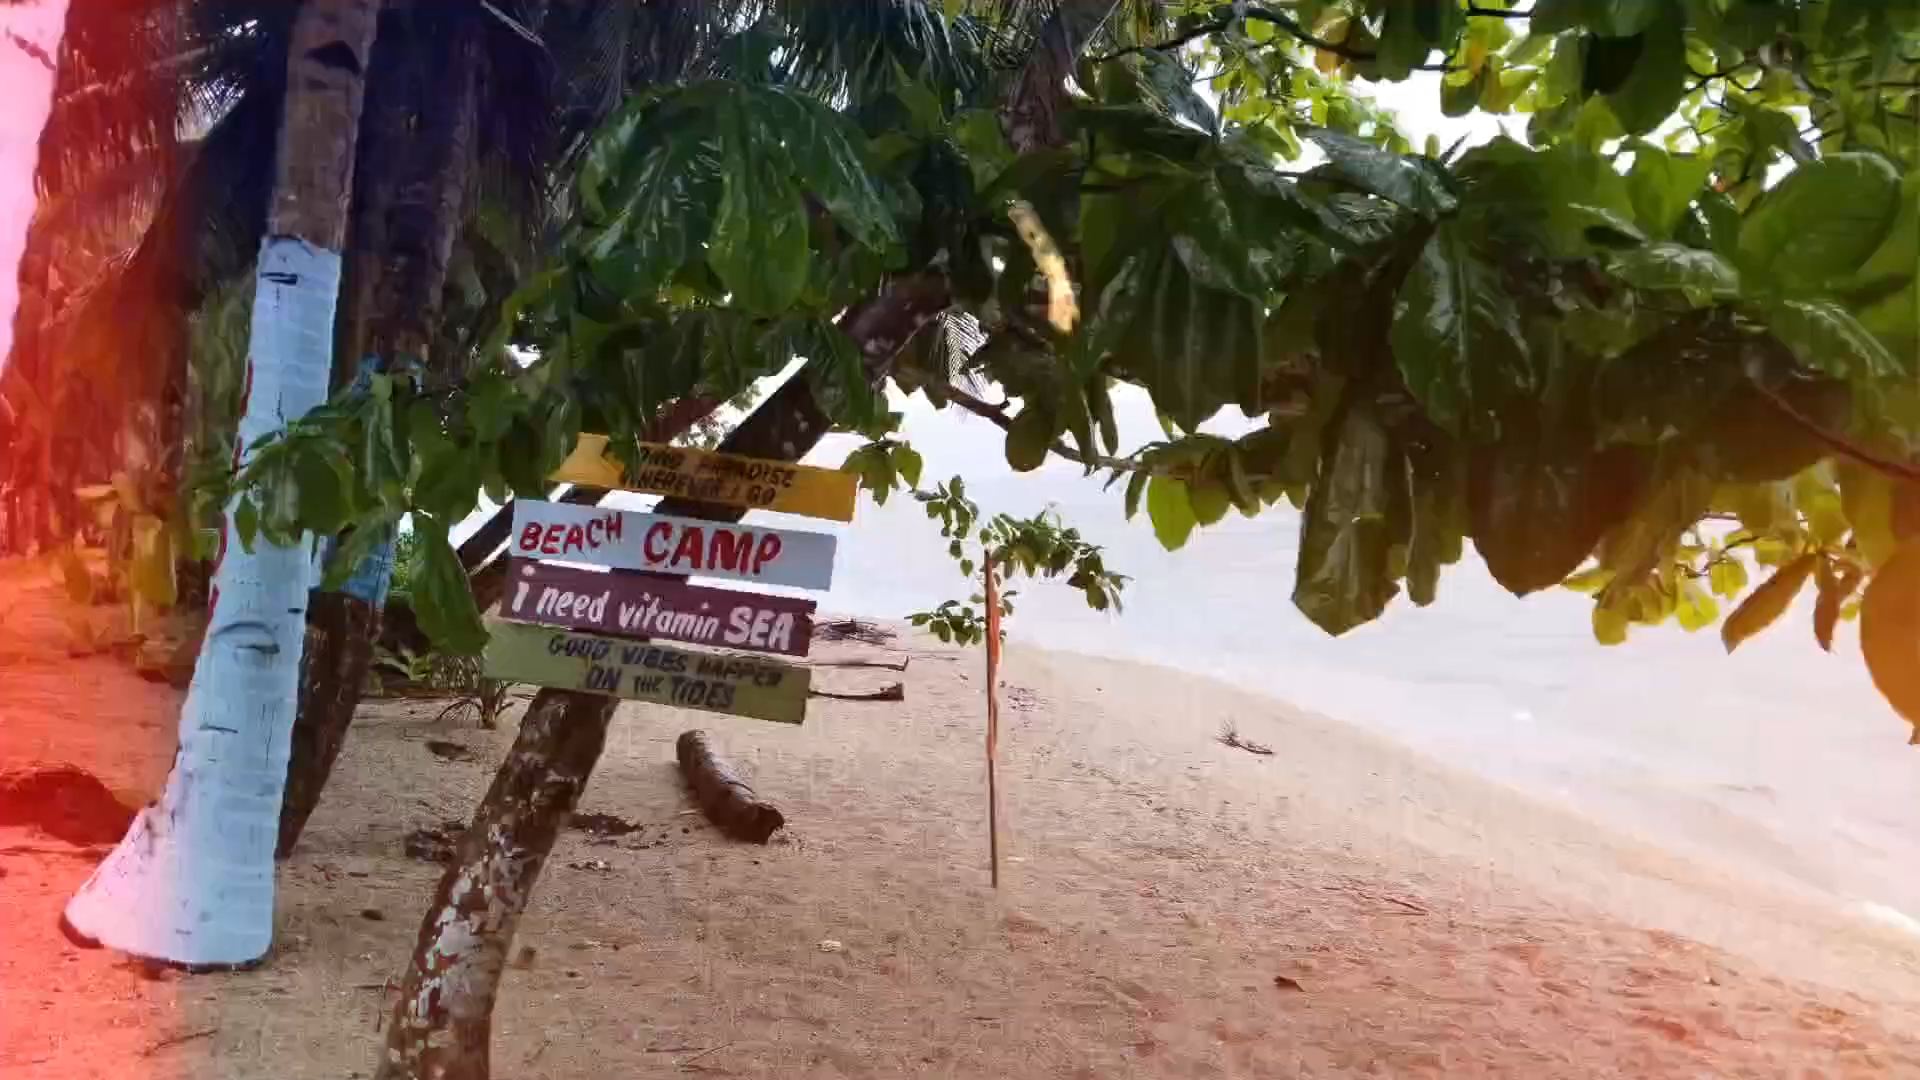 PARADISE
WHEREVER I GO
BEACH CAMP
i need vitamin SEA
GOOD VIBES HAPPEN
ON THE TIDES